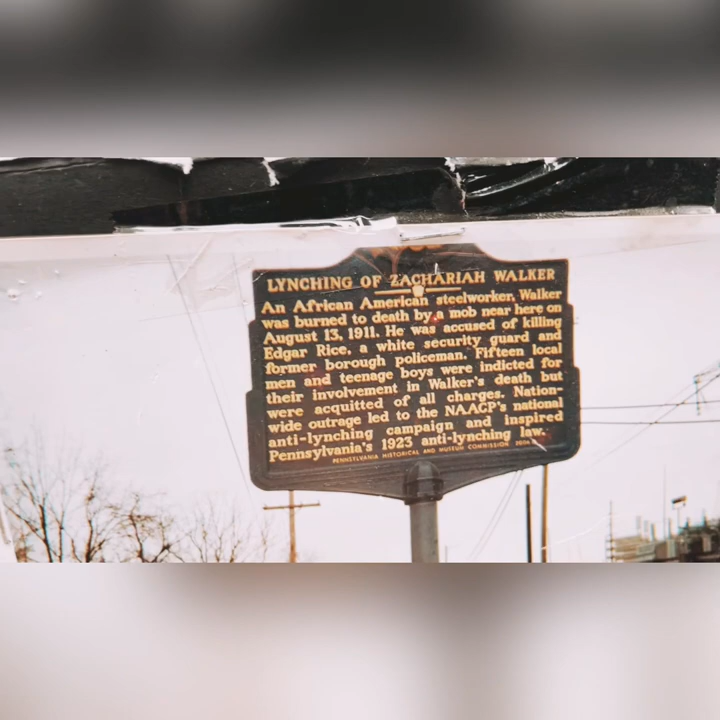 LYNCHING OF ZACHARIAH WALKER
An African American steelworker, Walker
was burned to death by a mob near here on
August 13, 1911. He was accused of killing
Edgar Rice, a white security guard and
former borough policeman. Fifteen local
men and teenage boys were indicted for
their involvement in Walker's death but
were acquitted of all charges. Nation-
wide outrage led to the NAACP's national
anti-lynching campaign and inspired
Pennsylvania's 1923 anti-lynching law.
PENNSYLVANIA HISTORICAL AND MUSEUM COMMISSION 2006